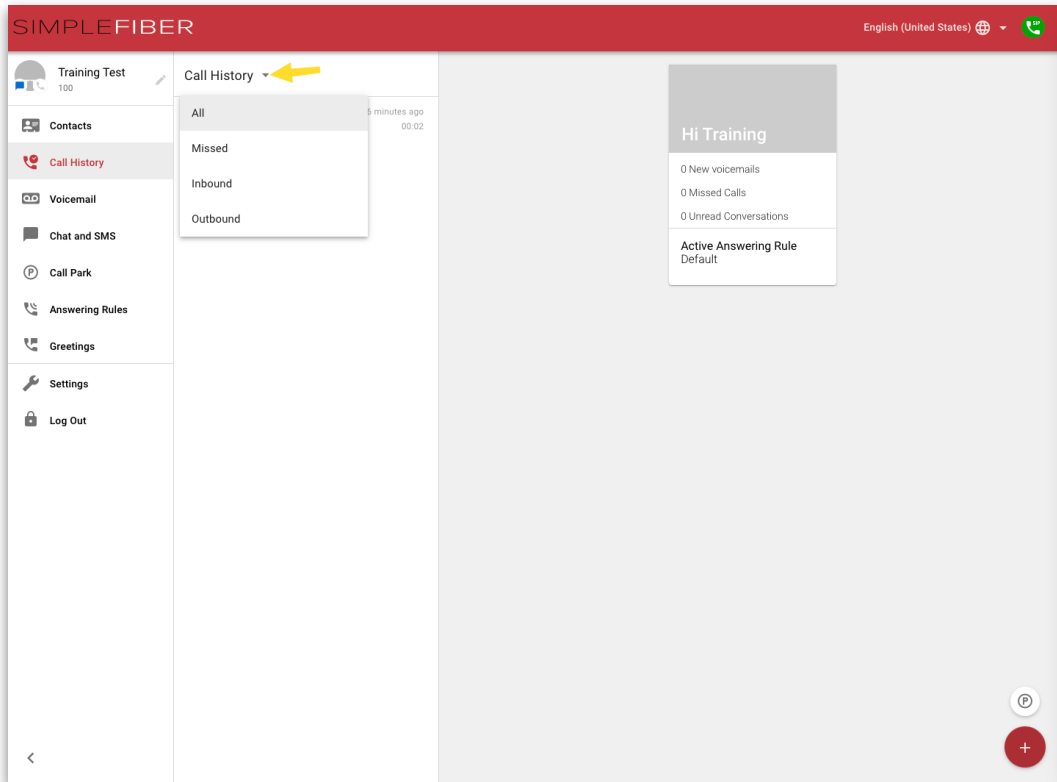 SIMPLEFIBER
English (United States)
SIP
Training Test
100
Contacts
Call History
Voicemail
Chat and SMS
Call Park
Answering Rules
Greetings
Settings
Log Out
Call History
All
Missed
Inbound
Outbound
minutes ago
00:02
Hi Training
0 New voicemails
0 Missed Calls
0 Unread Conversations
Active Answering Rule
Default
P
+